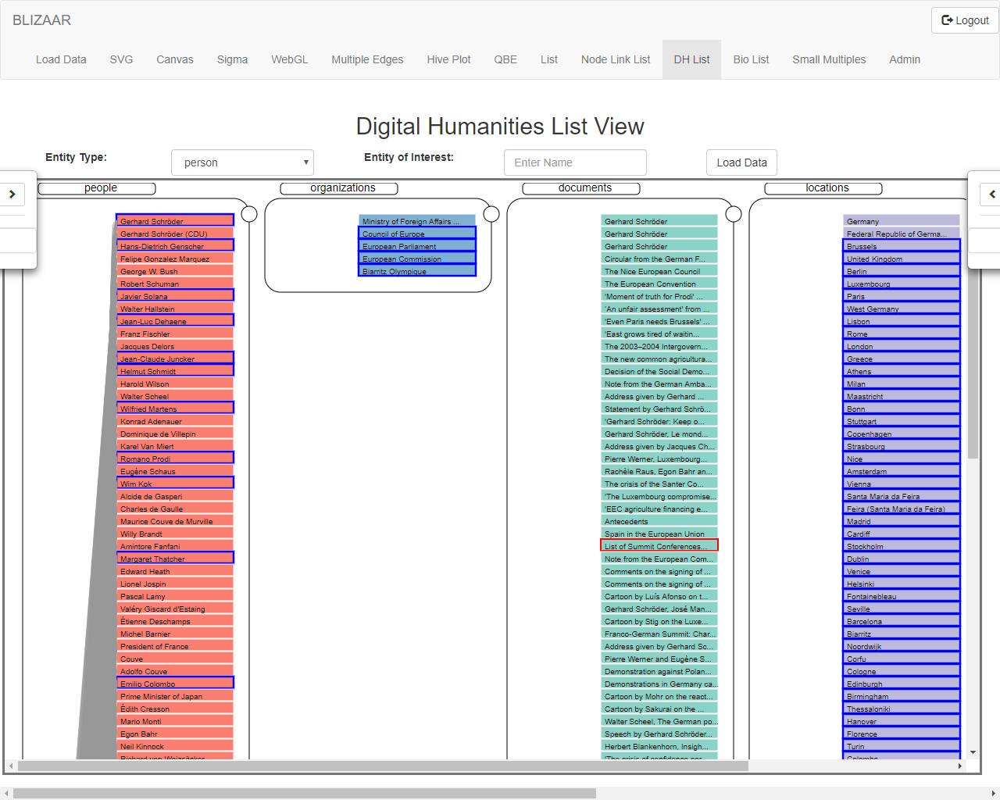 BLIZAAR
Logout
Load Data SVG Canvas Sigma WebGL Multiple Edges Hive Plot QBE List Node Link List DH List Bio List Small Multiples Admin
Digital Humanities List View
Entity Type: person Entity of Interest: Enter Name Load Data
people
Gerhard Schröder
Gerhard Schröder (CDU)
Hans-Dietrich Genscher
Felipe Gonzalez Marquez
George W. Bush
Robert Schuman
Javier Solana
Walter Hallstein
Jean-Luc Dehaene
Franz Fischler
Jacques Delors
Jean-Claude Juncker
Helmut Schmidt
Harold Wilson
Walter Scheel
Wilfried Martens
Konrad Adenauer
Dominique de Villepin
Karel Van Miert
Romano Prodi
Eugène Schaus
Wim Kok
Alcide de Gasperi
Charles de Gaulle
Maurice Couve de Murville
Willy Brandt
Amintore Fanfani
Margaret Thatcher
Edward Heath
Lionel Jospin
Pascal Lamy
Valéry Giscard d'Estaing
Étienne Deschamps
Michel Barnier
President of France
Couve
Adolfo Couve
Emilio Colombo
Prime Minister of Japan
Édith Cresson
Mario Monti
Egon Bahr
Neil Kinnock
Richard von Weizsäcker
organizations
Ministry of Foreign Affairs ...
Council of Europe
European Parliament
European Commission
Biarritz Olympique
documents
Gerhard Schröder
Gerhard Schröder
Gerhard Schröder
Circular from the German F...
The Nice European Council
The European Convention
'Moment of truth for Prodi' ...
'An unfair assessment' from ...
'Even Paris needs Brussels' ...
'East grows tired of waitin...
The 2003–2004 Intergovern...
The new common agricultura...
Decision of the Social Demo...
Note from the German Amba...
Address given by Gerhard ...
Statement by Gerhard Schrö...
'Gerhard Schröder: Keep o...
Gerhard Schröder, Le mond...
Address given by Jacques Ch...
Pierre Werner, Luxembourg...
Rachèle Raus, Egon Bahr an...
The crisis of the Santer Co...
'The Luxembourg compromise...
'EEC agriculture financing e...
Antecedents
Spain in the European Union
List of Summit Conferences...
Note from the European Com...
Comments on the signing of ...
Comments on the signing of ...
Cartoon by Luís Afonso on t...
Gerhard Schröder, José Man...
Cartoon by Stig on the Luxe...
Franco-German Summit: Char...
Address given by Gerhard Sc...
Pierre Werner and Eugène S...
Demonstration against Polan...
Demonstrations in Germany ca...
Cartoon by Mohr on the react...
Cartoon by Sakurai on the ...
Walter Scheel, The German po...
Speech by Gerhard Schröder...
Herbert Blankenhorn, Insigh...
'The crisis of confidence per...
locations
Germany
Federal Republic of Germa...
Brussels
United Kingdom
Berlin
Luxembourg
Paris
West Germany
Lisbon
Rome
London
Greece
Athens
Milan
Maastricht
Bonn
Stuttgart
Copenhagen
Strasbourg
Nice
Amsterdam
Vienna
Santa Maria da Feira
Feira (Santa Maria da Feira)
Madrid
Cardiff
Stockholm
Dublin
Venice
Helsinki
Fontainebleau
Seville
Barcelona
Biarritz
Noordwijk
Corfu
Cologne
Edinburgh
Birmingham
Thessaloniki
Hanover
Florence
Turin
Colombo